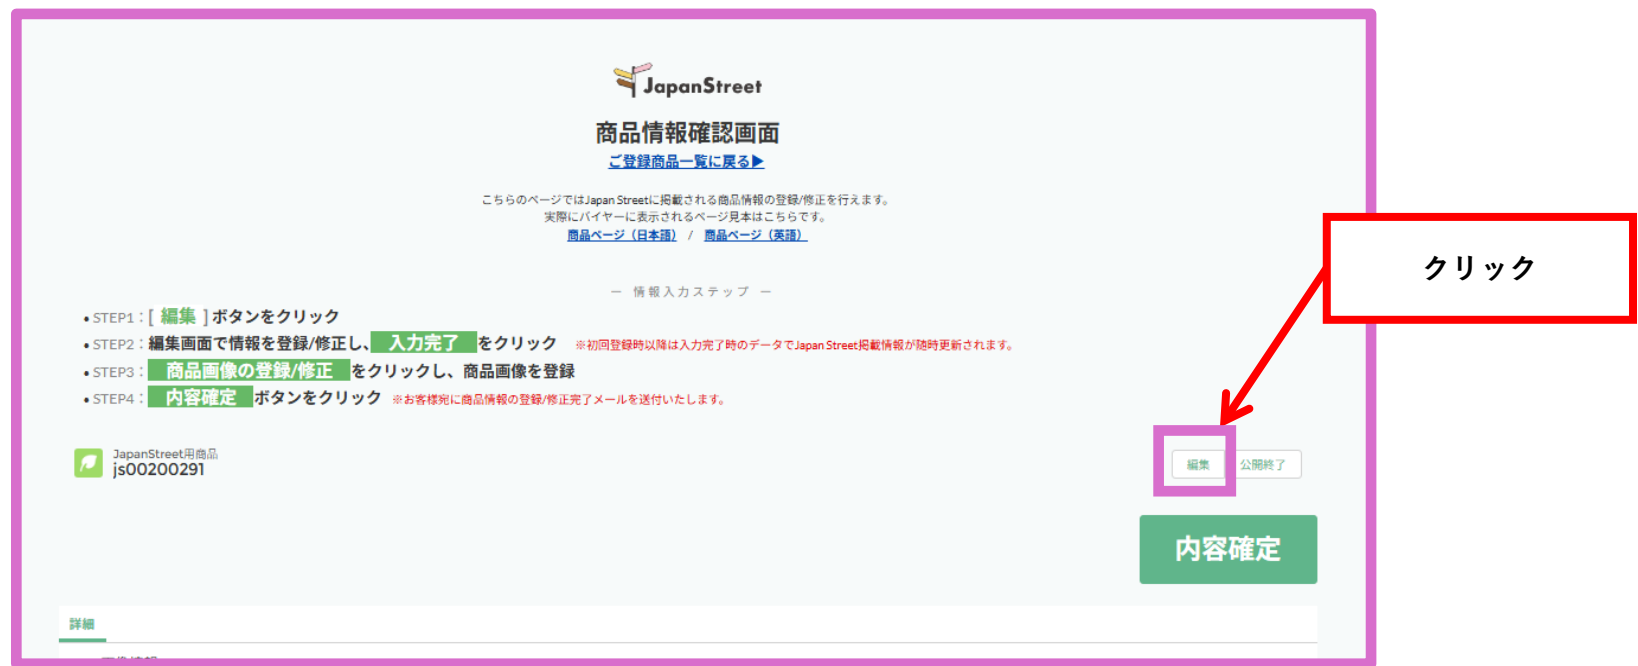 JapanStreet
商品情報確認画面
ご登録商品一覧に戻る▶
こちらのページではJapan Streetに掲載される商品情報の登録/修正を行えます。
実際にバイヤーに表示されるページ見本はこちらです。
商品ページ（日本語） / 商品ページ（英語）
ー 情報入力ステップ ー
• STEP1：[ 編集 ]ボタンをクリック
• STEP2：編集画面で情報を登録/修正し、 入力完了 をクリック ※初回登録時以降は入力完了時のデータでJapan Street掲載情報が随時更新されます。
• STEP3： 商品画像の登録/修正 をクリックし、商品画像を登録
• STEP4： 内容確定 ボタンをクリック ※お客様宛に商品情報の登録/修正完了メールを送付いたします。
クリック
JapanStreet用商品
js00200291
編集 公開終了
内容確定
詳細